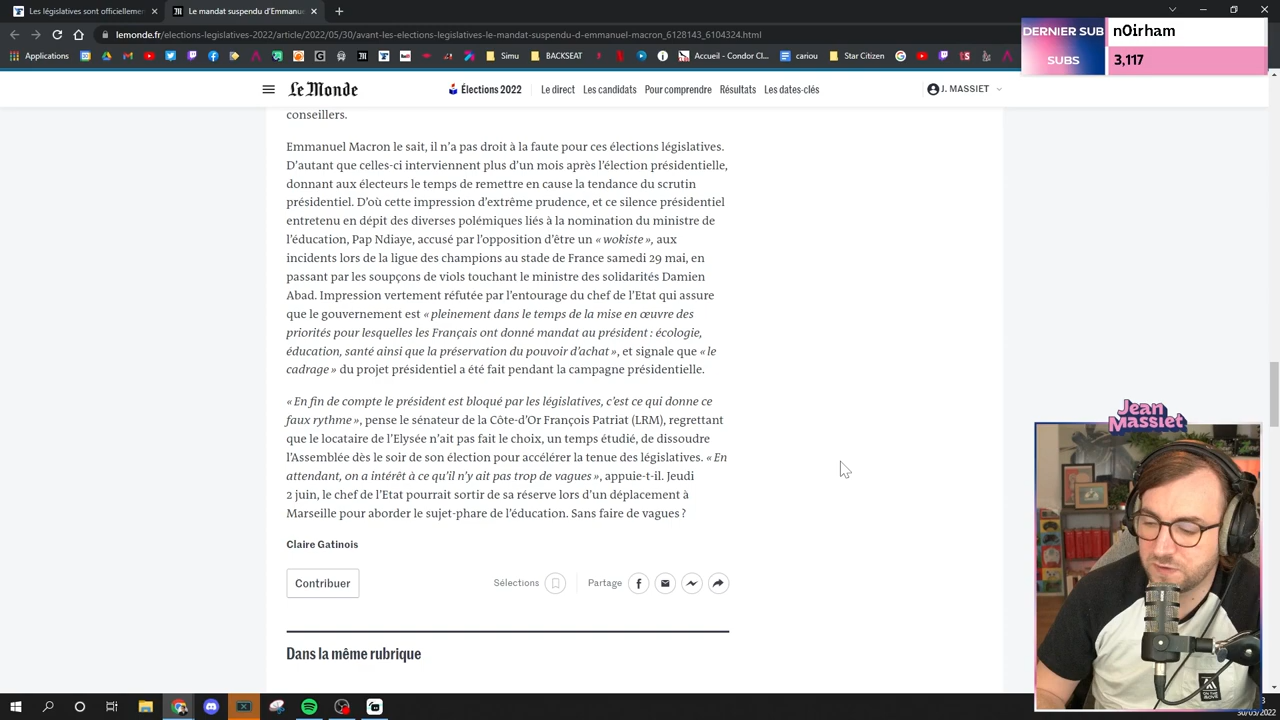 Les législatives sont officiellemen
Le mandat suspendu d'Emmanue
lemonde.fr/elections-legislatives-2022/article/2022/05/30/avant-les-elections-legislatives-le-mandat-suspendu-d-emmanuel-macron_6128143_6104324.html
Applications
Simu
BACKSEAT
Accueil - Condor Cl...
cariou
Star Citizen
DERNIER SUB
n0irham
SUBS
3,117
Le Monde
Élections 2022
Le direct
Les candidats
Pour comprendre
Résultats
Les dates-clés
J. MASSIET
conseillers.
Emmanuel Macron le sait, il n'a pas droit à la faute pour ces élections législatives.
D'autant que celles-ci interviennent plus d'un mois après l'élection présidentielle,
donnant aux électeurs le temps de remettre en cause la tendance du scrutin
présidentiel. D'où cette impression d'extrême prudence, et ce silence présidentiel
entretenu en dépit des diverses polémiques liés à la nomination du ministre de
l'éducation, Pap Ndiaye, accusé par l'opposition d'être un « wokiste », aux
incidents lors de la ligue des champions au stade de France samedi 29 mai, en
passant par les soupçons de viols touchant le ministre des solidarités Damien
Abad. Impression vertement réfutée par l'entourage du chef de l'Etat qui assure
que le gouvernement est « pleinement dans le temps de la mise en œuvre des
priorités pour lesquelles les Français ont donné mandat au président : écologie,
éducation, santé ainsi que la préservation du pouvoir d'achat », et signale que « le
cadrage » du projet présidentiel a été fait pendant la campagne présidentielle.
« En fin de compte le président est bloqué par les législatives, c'est ce qui donne ce
faux rythme », pense le sénateur de la Côte-d'Or François Patriat (LRM), regrettant
que le locataire de l'Elysée n'ait pas fait le choix, un temps étudié, de dissoudre
l'Assemblée dès le soir de son élection pour accélérer la tenue des législatives. « En
attendant, on a intérêt à ce qu'il n'y ait pas trop de vagues », appuie-t-il. Jeudi
2 juin, le chef de l'Etat pourrait sortir de sa réserve lors d'un déplacement à
Marseille pour aborder le sujet-phare de l'éducation. Sans faire de vagues ?
Claire Gatinois
Contribuer
Sélections
Partage
Dans la même rubrique
Jean
Massiet
30/05/2022